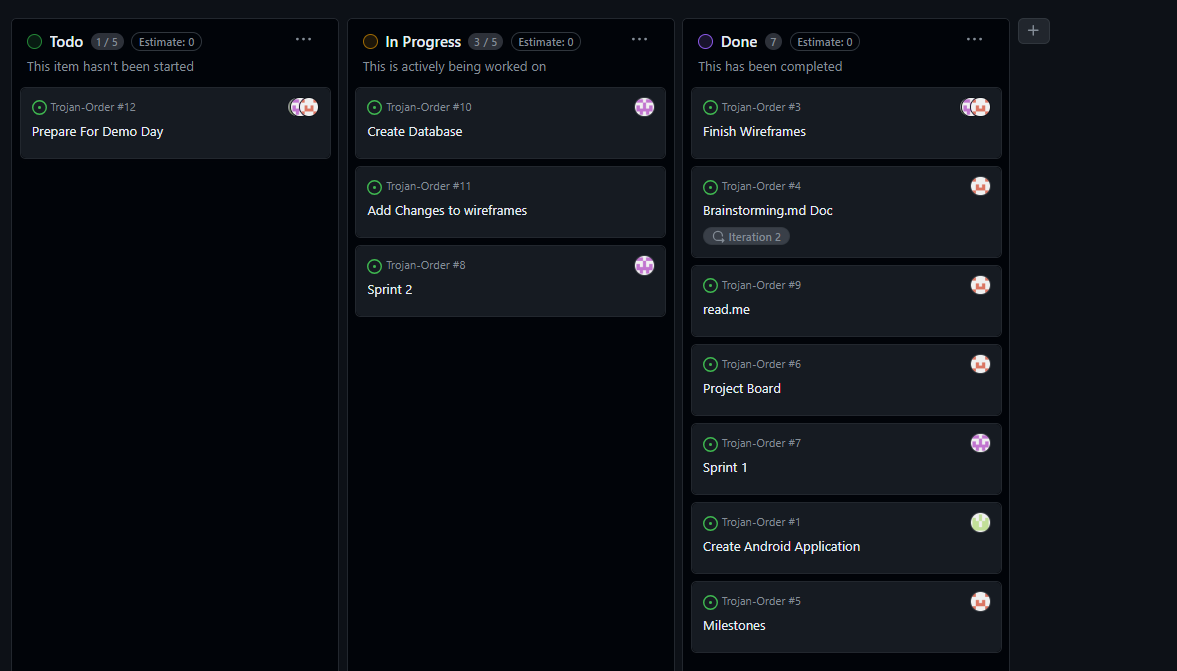 Todo 1 / 5 Estimate: 0
This item hasn't been started
Trojan-Order #12
Prepare For Demo Day
In Progress 3 / 5 Estimate: 0
This is actively being worked on
Trojan-Order #10
Create Database
Trojan-Order #11
Add Changes to wireframes
Trojan-Order #8
Sprint 2
Done 7 Estimate: 0
This has been completed
Trojan-Order #3
Finish Wireframes
Trojan-Order #4
Brainstorming.md Doc
Iteration 2
Trojan-Order #9
read.me
Trojan-Order #6
Project Board
Trojan-Order #7
Sprint 1
Trojan-Order #1
Create Android Application
Trojan-Order #5
Milestones